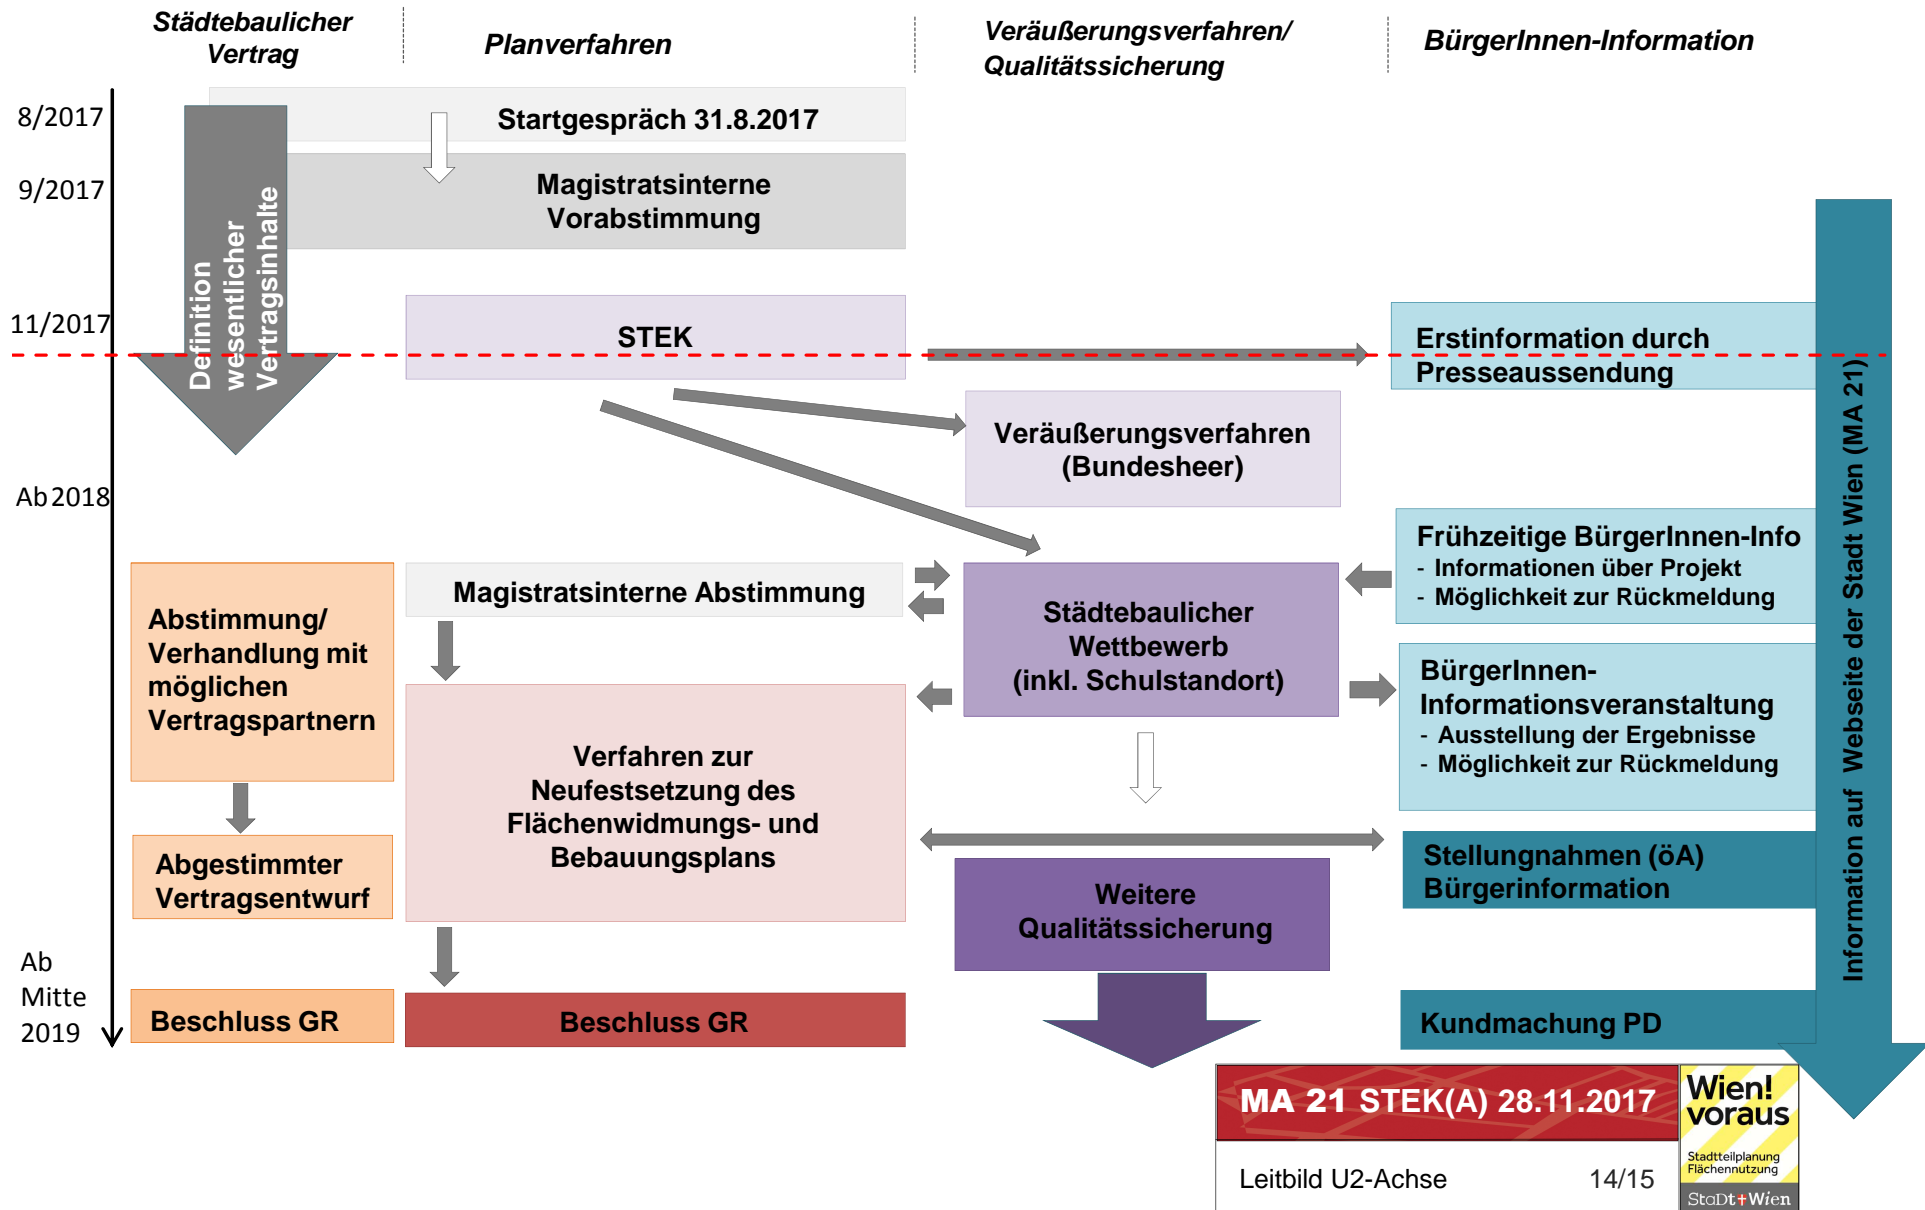 Städtebaulicher
Vertrag
Planverfahren
Veräußerungsverfahren/
Qualitätssicherung
BürgerInnen-Information
8/2017
Startgespräch 31.8.2017
9/2017
Magistratsinterne
Vorabstimmung
Definition
wesentlicher
Vertragsinhalte
11/2017
STEK
Erstinformation durch
Presseaussendung
Veräußerungsverfahren
(Bundesheer)
Ab 2018
Frühzeitige BürgerInnen-Info
- Informationen über Projekt
- Möglichkeit zur Rückmeldung
Magistratsinterne Abstimmung
Abstimmung/
Verhandlung mit
möglichen
Vertragspartnern
Städtebaulicher
Wettbewerb
(inkl. Schulstandort)
BürgerInnen-
Informationsveranstaltung
- Ausstellung der Ergebnisse
- Möglichkeit zur Rückmeldung
Verfahren zur
Neufestsetzung des
Flächenwidmungs- und
Bebauungsplans
Abgestimmter
Vertragsentwurf
Weitere
Qualitätssicherung
Stellungnahmen (öA)
Bürgerinformation
Information auf Webseite der Stadt Wien (MA 21)
Ab
Mitte
2019
Beschluss GR
Beschluss GR
Kundmachung PD
MA 21 STEK(A) 28.11.2017
Leitbild U2-Achse 14/15
Wien!
voraus
Stadtteilplanung
Flächennutzung
StaDt Wien